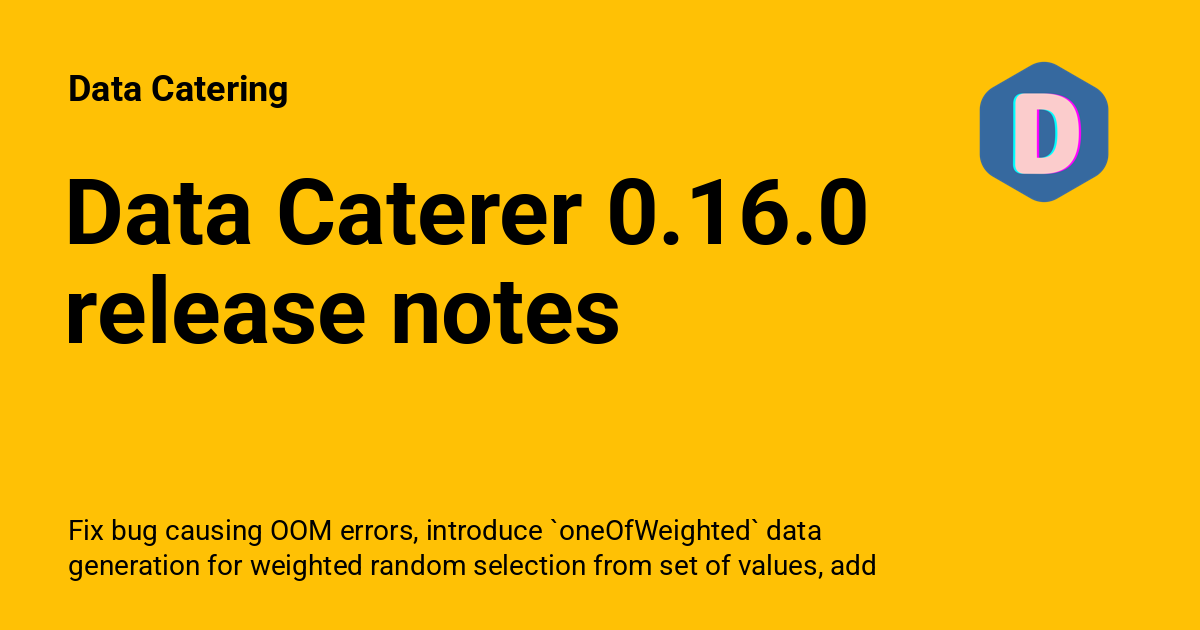 Data Catering
D
Data Caterer 0.16.0
release notes
Fix bug causing OOM errors, introduce `oneOfWeighted` data
generation for weighted random selection from set of values, add